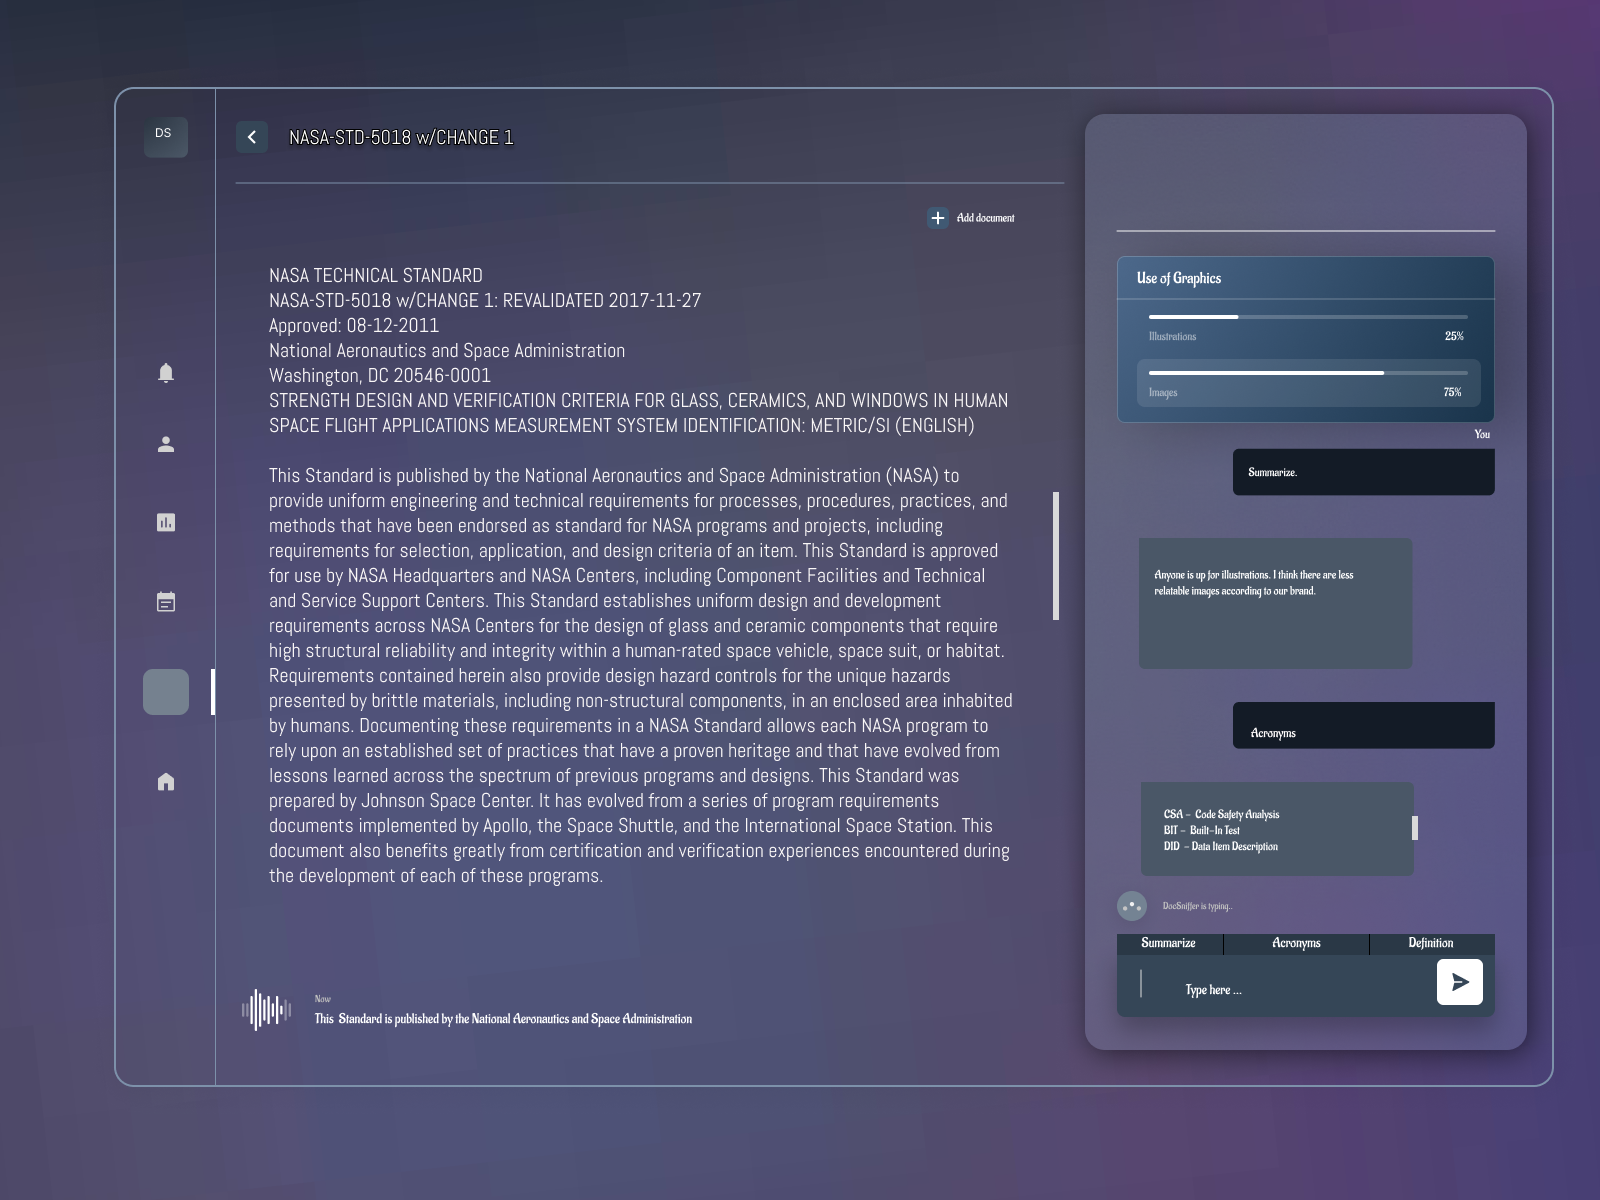 DS
NASA-STD-5018 w/CHANGE 1
Add document
NASA TECHNICAL STANDARD
NASA-STD-5018 w/CHANGE 1: REVALIDATED 2017-11-27
Approved: 08-12-2011
National Aeronautics and Space Administration
Washington, DC 20546-0001
STRENGTH DESIGN AND VERIFICATION CRITERIA FOR GLASS, CERAMICS, AND WINDOWS IN HUMAN
SPACE FLIGHT APPLICATIONS MEASUREMENT SYSTEM IDENTIFICATION: METRIC/SI (ENGLISH)
This Standard is published by the National Aeronautics and Space Administration (NASA) to
provide uniform engineering and technical requirements for processes, procedures, practices, and
methods that have been endorsed as standard for NASA programs and projects, including
requirements for selection, application, and design criteria of an item. This Standard is approved
for use by NASA Headquarters and NASA Centers, including Component Facilities and Technical
and Service Support Centers. This Standard establishes uniform design and development
requirements across NASA Centers for the design of glass and ceramic components that require
high structural reliability and integrity within a human-rated space vehicle, space suit, or habitat.
Requirements contained herein also provide design hazard controls for the unique hazards
presented by brittle materials, including non-structural components, in an enclosed area inhabited
by humans. Documenting these requirements in a NASA Standard allows each NASA program to
rely upon an established set of practices that have a proven heritage and that have evolved from
lessons learned across the spectrum of previous programs and designs. This Standard was
prepared by Johnson Space Center. It has evolved from a series of program requirements
documents implemented by Apollo, the Space Shuttle, and the International Space Station. This
document also benefits greatly from certification and verification experiences encountered during
the development of each of these programs.
Now
This Standard is published by the National Aeronautics and Space Administration
Use of Graphics
Illustrations 25%
Images 75%
You
Summarize.
Anyone is up for illustrations. I think there are less
relatable images according to our brand.
Acronyms
CSA – Code Safety Analysis
BIT – Built-In Test
DID – Data Item Description
DocSniffer is typing..
Summarize Acronyms Definition
Type here ...